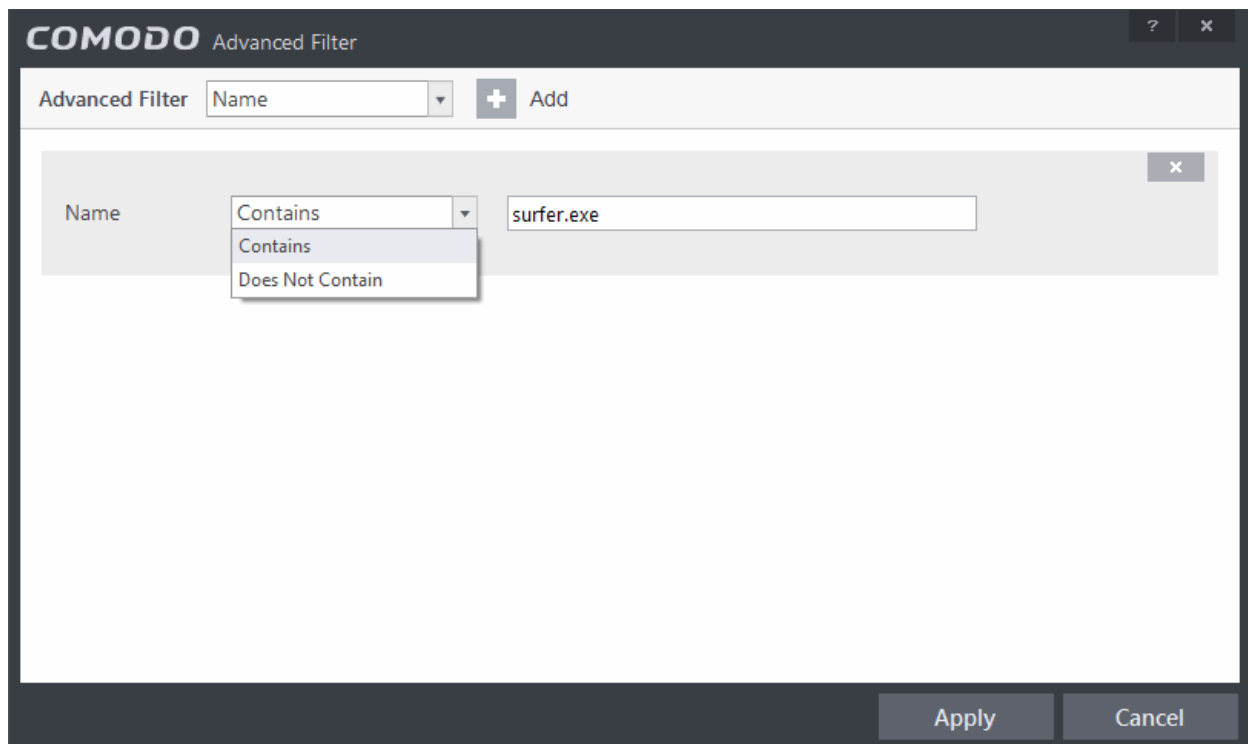 COMODO Advanced Filter ? ×
Advanced Filter Name + Add
×
Name Contains surfer.exe
Contains
Does Not Contain
Apply Cancel